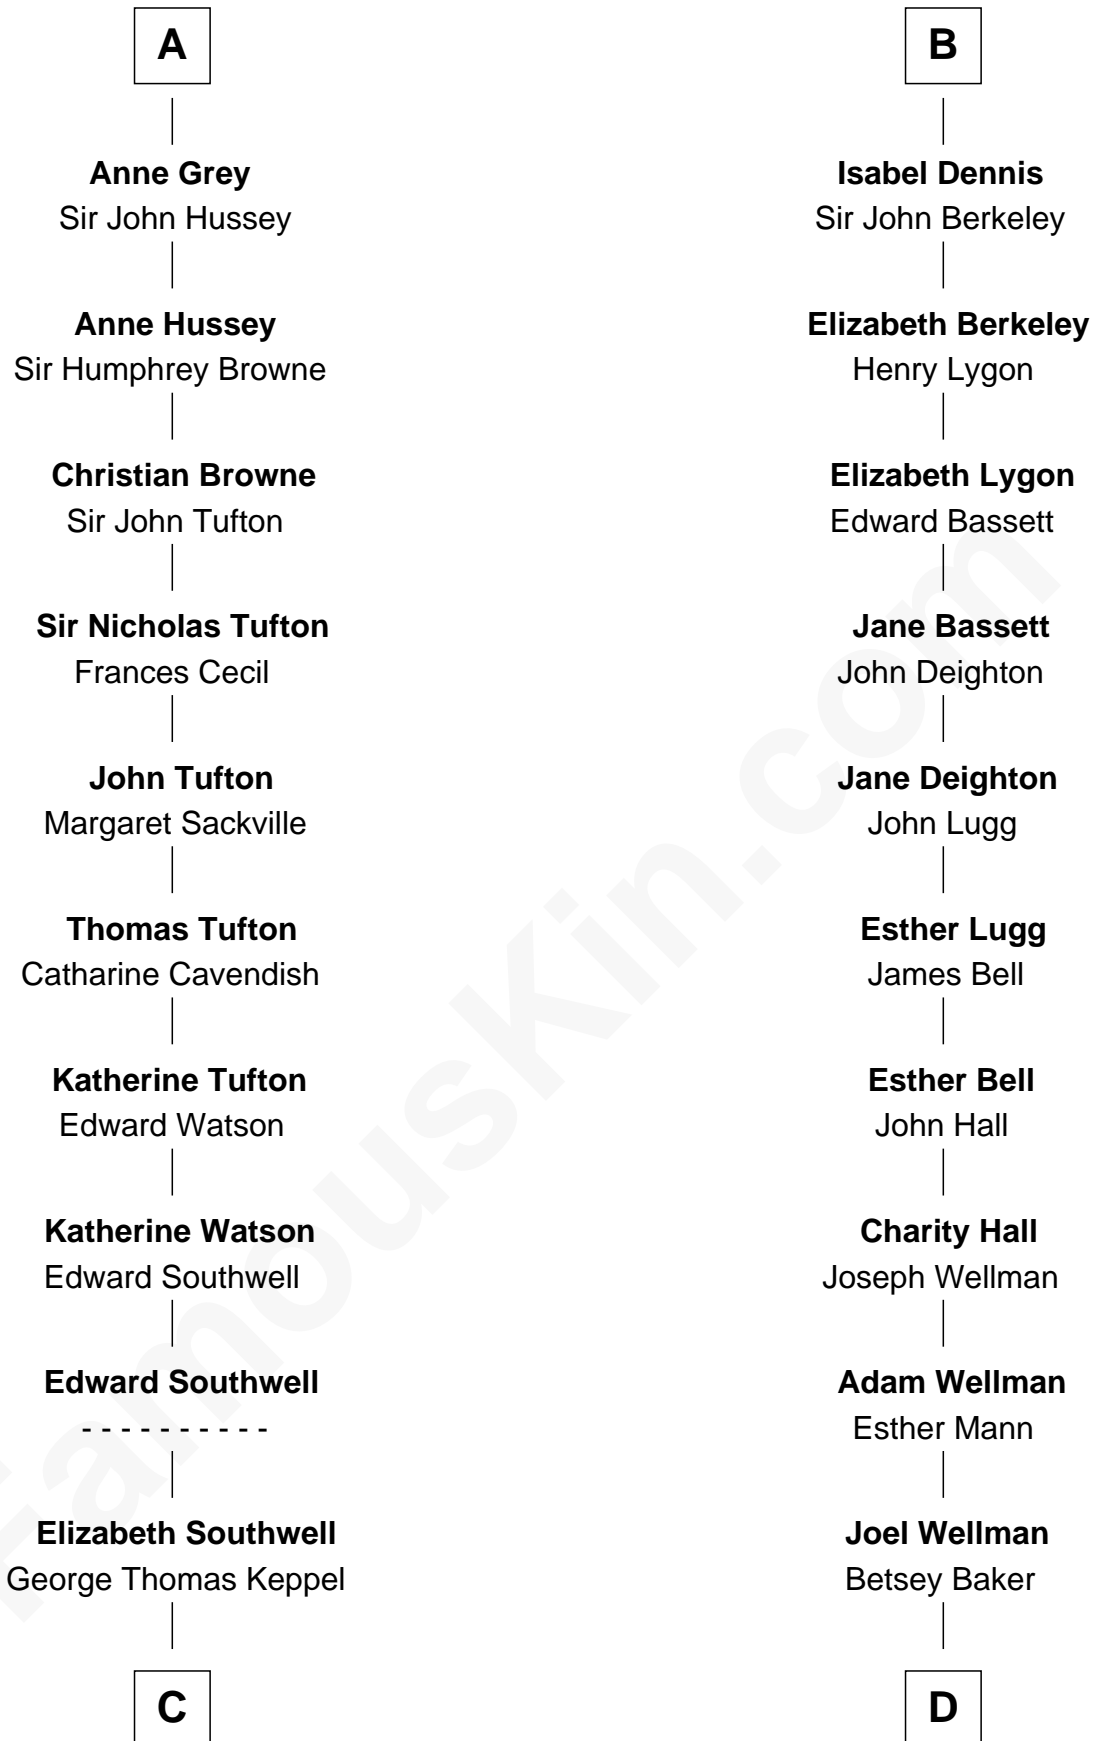 A
Anne Grey
Sir John Hussey
Anne Hussey
Sir Humphrey Browne
Christian Browne
Sir John Tufton
Sir Nicholas Tufton
Frances Cecil
John Tufton
Margaret Sackville
Thomas Tufton
Catharine Cavendish
Katherine Tufton
Edward Watson
Katherine Watson
Edward Southwell
Edward Southwell
- - - - - - - - - -
Elizabeth Southwell
George Thomas Keppel
C
B
Isabel Dennis
Sir John Berkeley
Elizabeth Berkeley
Henry Lygon
Elizabeth Lygon
Edward Bassett
Jane Bassett
John Deighton
Jane Deighton
John Lugg
Esther Lugg
James Bell
Esther Bell
John Hall
Charity Hall
Joseph Wellman
Adam Wellman
Esther Mann
Joel Wellman
Betsey Baker
D
FamousKin.com